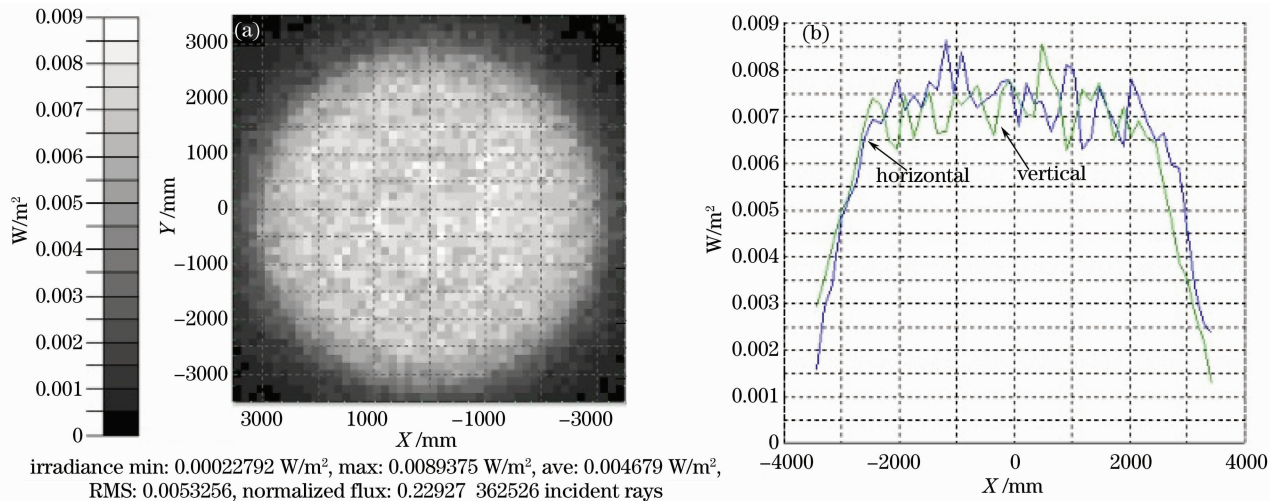 0.009
0.008
0.007
0.006
0.005
0.004
0.003
0.002
0.001
0
W/m²
(a)
3000
2000
1000
0
−1000
−2000
−3000
Y /mm
3000 1000 −1000 −3000
X /mm
irradiance min: 0.00022792 W/m², max: 0.0089375 W/m², ave: 0.004679 W/m²,
RMS: 0.0053256, normalized flux: 0.22927 362526 incident rays
(b)
0.009
0.008
0.007
0.006
0.005
0.004
0.003
0.002
0.001
0
W/m²
horizontal
vertical
−4000 −2000 0 2000 4000
X /mm